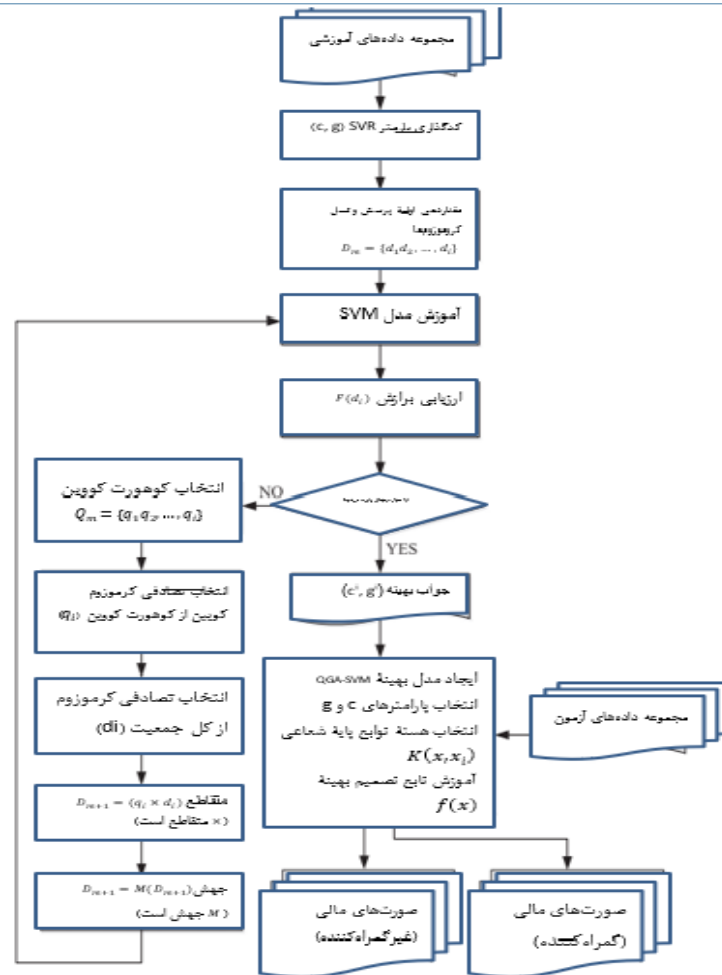 مجموعه داده‌های آموزشی
کدگذاری پارامتر SVR (c, g)
مقداردهی اولیهٔ پرسش و نسل
کروموزوم‌ها
D_m = {d_1 d_2, ..., d_i}
آموزش مدل SVM
ارزیابی برازش F(d_i)
NO
YES
انتخاب کوهورت کووین
Q_m = {q_1 q_2, ..., q_i}
انتخاب تصادفی کرموزوم
کویین از کوهورت کووین (q_i)
انتخاب تصادفی کرموزوم
از کل جمعیت (di)
متقاطع D_{m+1} = (q_i × d_i)
(× متقاطع است)
جهش D_{m+1} = M(D_{m+1})
(M جهش است)
جواب بهینه (c', g')
ایجاد مدل بهینهٔ QGA-SVM
انتخاب پارامترهای c و g
انتخاب هستهٔ توابع پایهٔ شعاعی
K(x, x_i)
آموزش تابع تصمیم بهینهٔ
f(x)
مجموعه داده‌های آزمون
صورت‌های مالی
(غیرگمراه‌کننده)
صورت‌های مالی
(گمراه‌کننده)